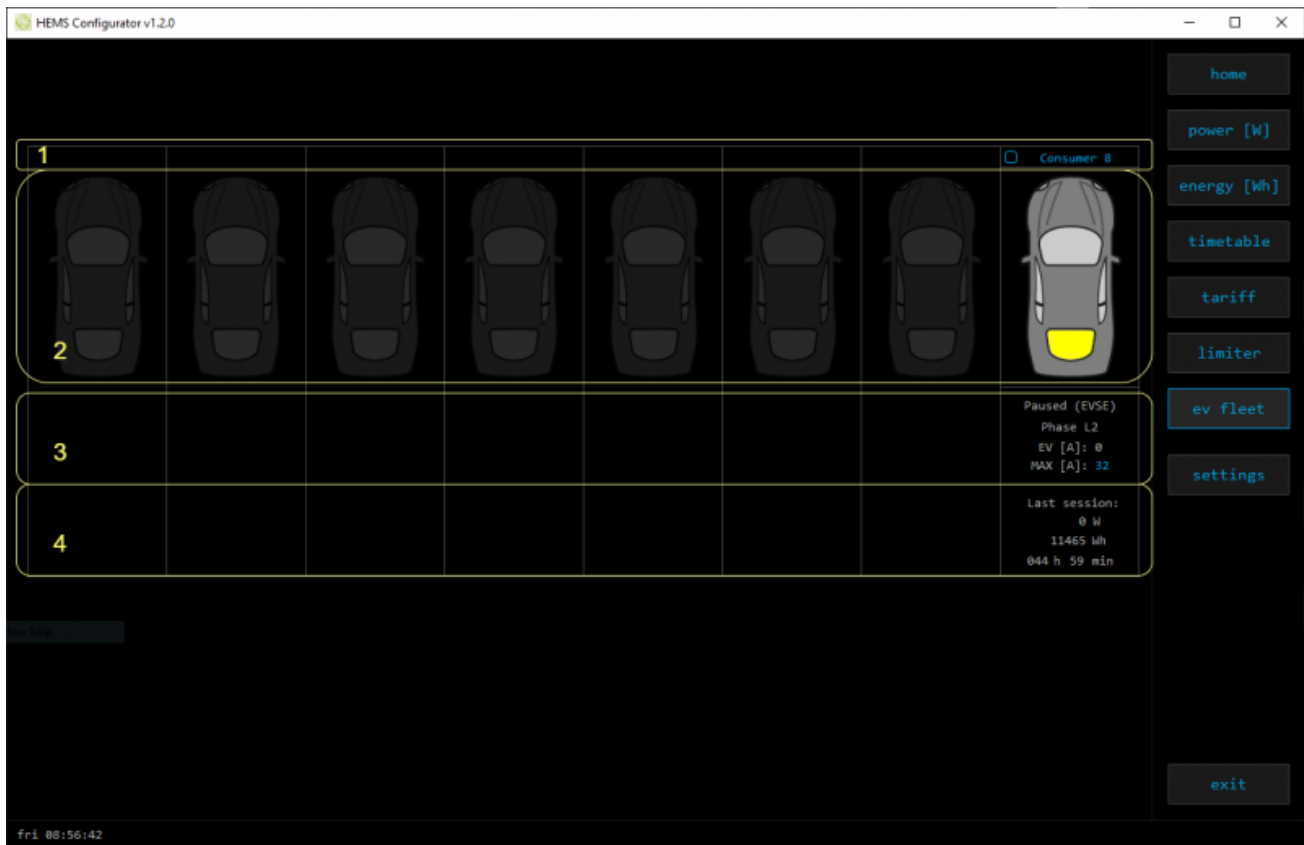 HEMS Configurator v1.2.0
home
power [W]
1
Consumer 8
energy [Wh]
timetable
tariff
2
limiter
ev fleet
Paused (EVSE)
Phase L2
3
EV [A]: 0
MAX [A]: 32
settings
Last session:
0 W
4
11465 Wh
044 h 59 min
Snip
exit
fri 08:56:42